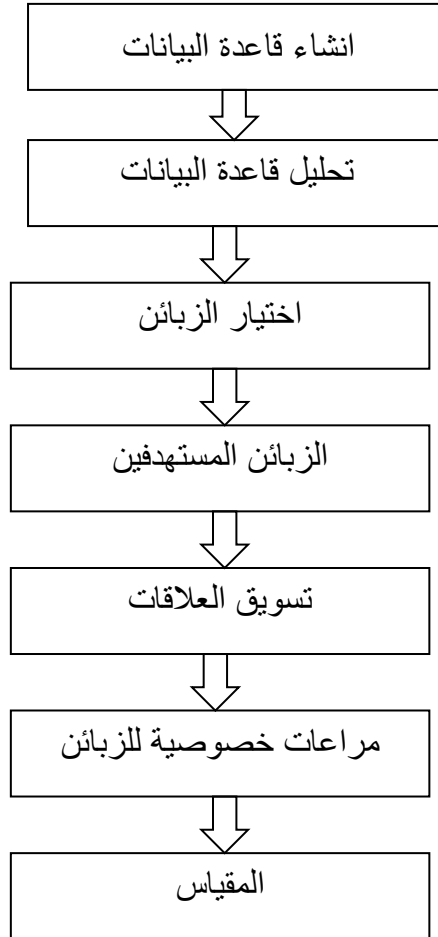 انشاء قاعدة البيانات
تحليل قاعدة البيانات
اختيار الزبائن
الزبائن المستهدفين
تسويق العلاقات
مراعات خصوصية للزبائن
المقياس